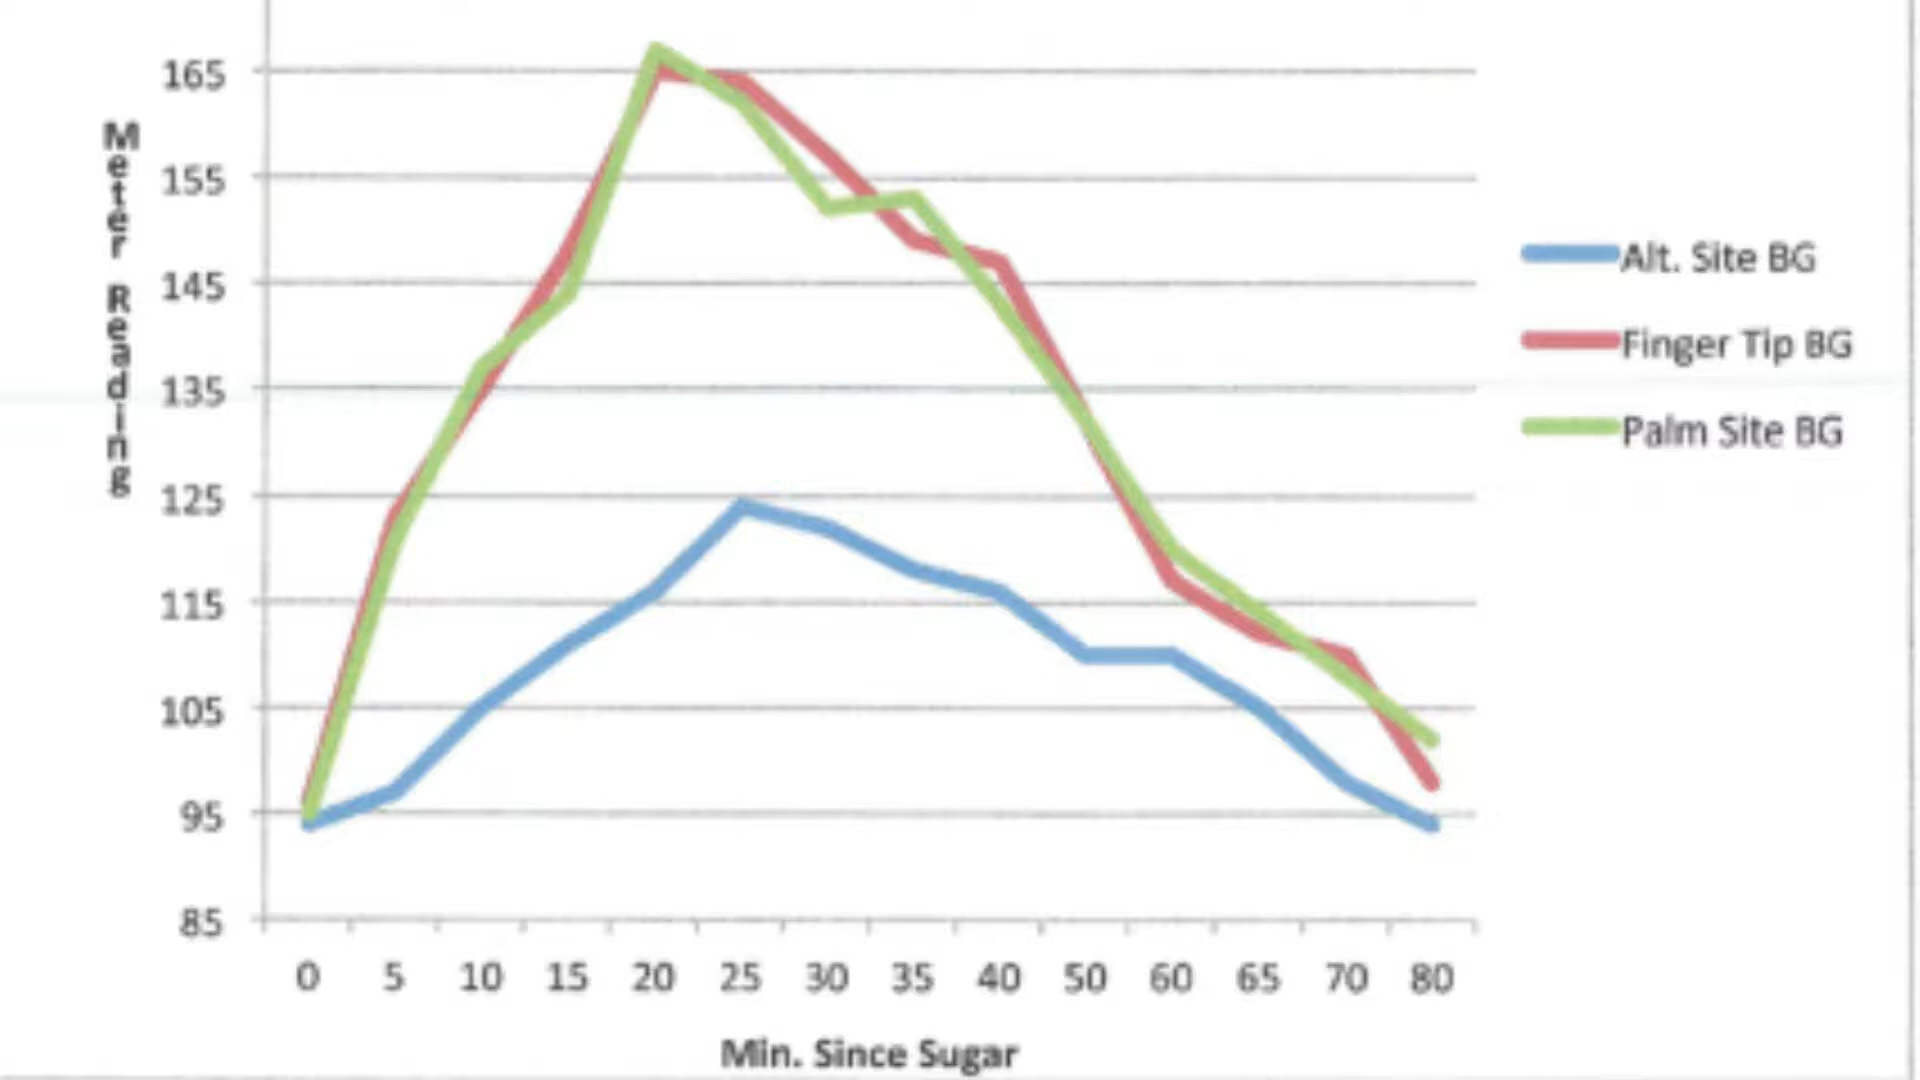 165
155
145
135
125
115
105
95
85
Meter Reading
0 5 10 15 20 25 30 35 40 50 60 65 70 80
Min. Since Sugar
Alt. Site BG
Finger Tip BG
Palm Site BG